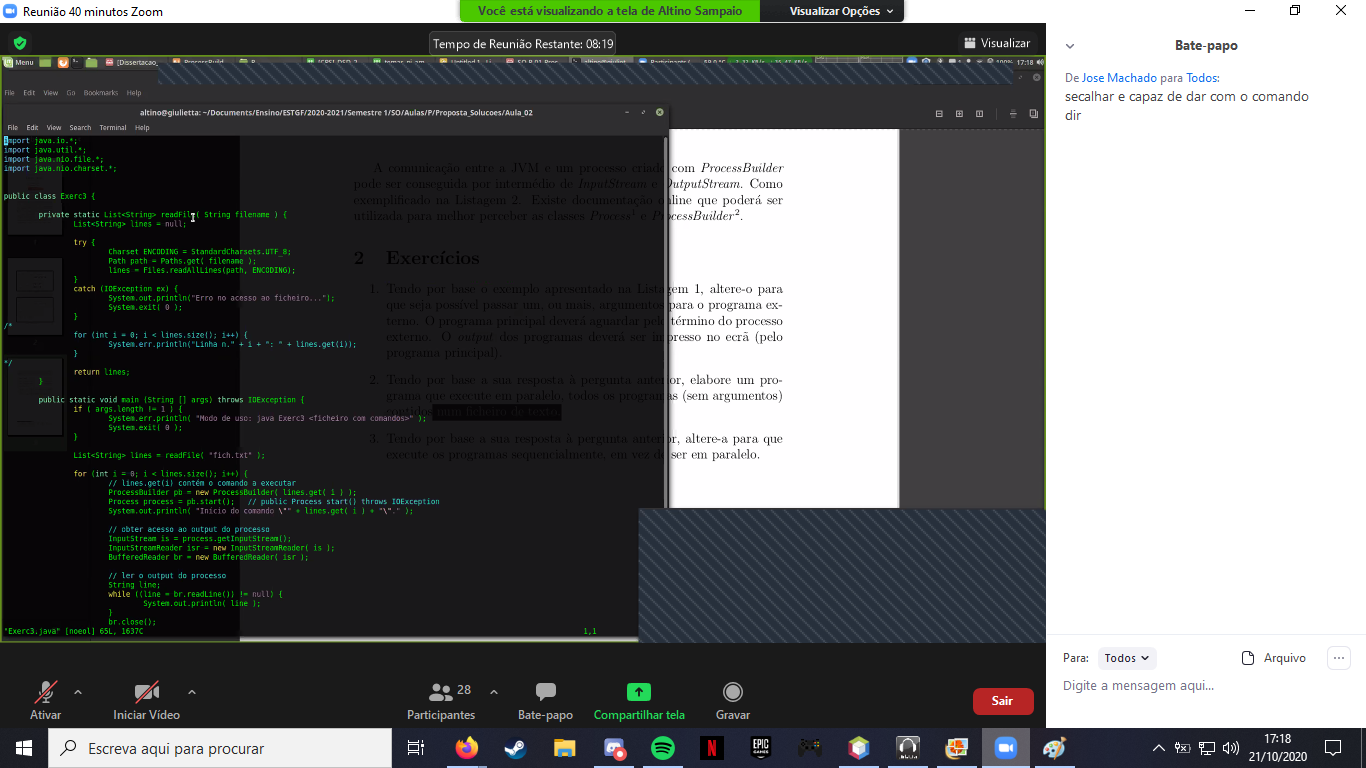 Reunião 40 minutos Zoom
Você está visualizando a tela de Altino Sampaio
Visualizar Opções
Tempo de Reunião Restante: 08:19
Visualizar
Menu
[Dissertacao_
17:18
File Edit View Go Bookmarks Help
altino@giulietta: ~/Documents/Ensino/ESTGF/2020-2021/Semestre 1/SO/Aulas/P/Proposta_Solucoes/Aula_02
File Edit View Search Terminal Help
import java.io.*;
import java.util.*;
import java.nio.file.*;
import java.nio.charset.*;
public class Exerc3 {
private static List<String> readFile( String filename ) {
List<String> lines = null;
try {
Charset ENCODING = StandardCharsets.UTF_8;
Path path = Paths.get( filename );
lines = Files.readAllLines(path, ENCODING);
}
catch (IOException ex) {
System.out.println("Erro no acesso ao ficheiro...");
System.exit( 0 );
}
/*
for (int i = 0; i < lines.size(); i++) {
System.err.println("Linha n." + i + ": " + lines.get(i));
}
*/
return lines;
}
public static void main (String [] args) throws IOException {
if ( args.length != 1 ) {
System.err.println( "Modo de uso: java Exerc3 <ficheiro com comandos>" );
System.exit( 0 );
}
List<String> lines = readFile( "fich.txt" );
for (int i = 0; i < lines.size(); i++) {
// lines.get(i) contém o comando a executar
ProcessBuilder pb = new ProcessBuilder( lines.get( i ) );
Process process = pb.start(); // public Process start() throws IOException
System.out.println( "Inicio do comando \"" + lines.get( i ) + "\"." );
// obter acesso ao output do processo
InputStream is = process.getInputStream();
InputStreamReader isr = new InputStreamReader( is );
BufferedReader br = new BufferedReader( isr );
// ler o output do processo
String line;
while ((line = br.readLine()) != null) {
System.out.println( line );
}
br.close();
"Exerc3.java" [noeol] 65L, 1637C 1,1
A comunicação entre a JVM e um processo criado com ProcessBuilder
pode ser conseguida por intermédio de InputStream e OutputStream. Como
exemplificado na Listagem 2. Existe documentação online que poderá ser
utilizada para melhor perceber as classes Process¹ e ProcessBuilder².
2 Exercícios
1. Tendo por base o exemplo apresentado na Listagem 1, altere-o para
que seja possível passar um, ou mais, argumentos para o programa ex-
terno. O programa principal deverá aguardar pelo término do processo
externo. O output dos programas deverá ser impresso no ecrã (pelo
programa principal).
2. Tendo por base a sua resposta à pergunta anterior, elabore um pro-
grama que execute em paralelo, todos os programas (sem argumentos)
contidos num ficheiro de texto.
3. Tendo por base a sua resposta à pergunta anterior, altere-a para que
execute os programas sequencialmente, em vez de ser em paralelo.
Bate-papo
De Jose Machado para Todos:
secalhar e capaz de dar com o comando
dir
Para: Todos
Arquivo
Digite a mensagem aqui...
Ativar
Iniciar Vídeo
28
Participantes
Bate-papo
Compartilhar tela
Gravar
Sair
Escreva aqui para procurar
EPIC
GAMES
17:18
21/10/2020